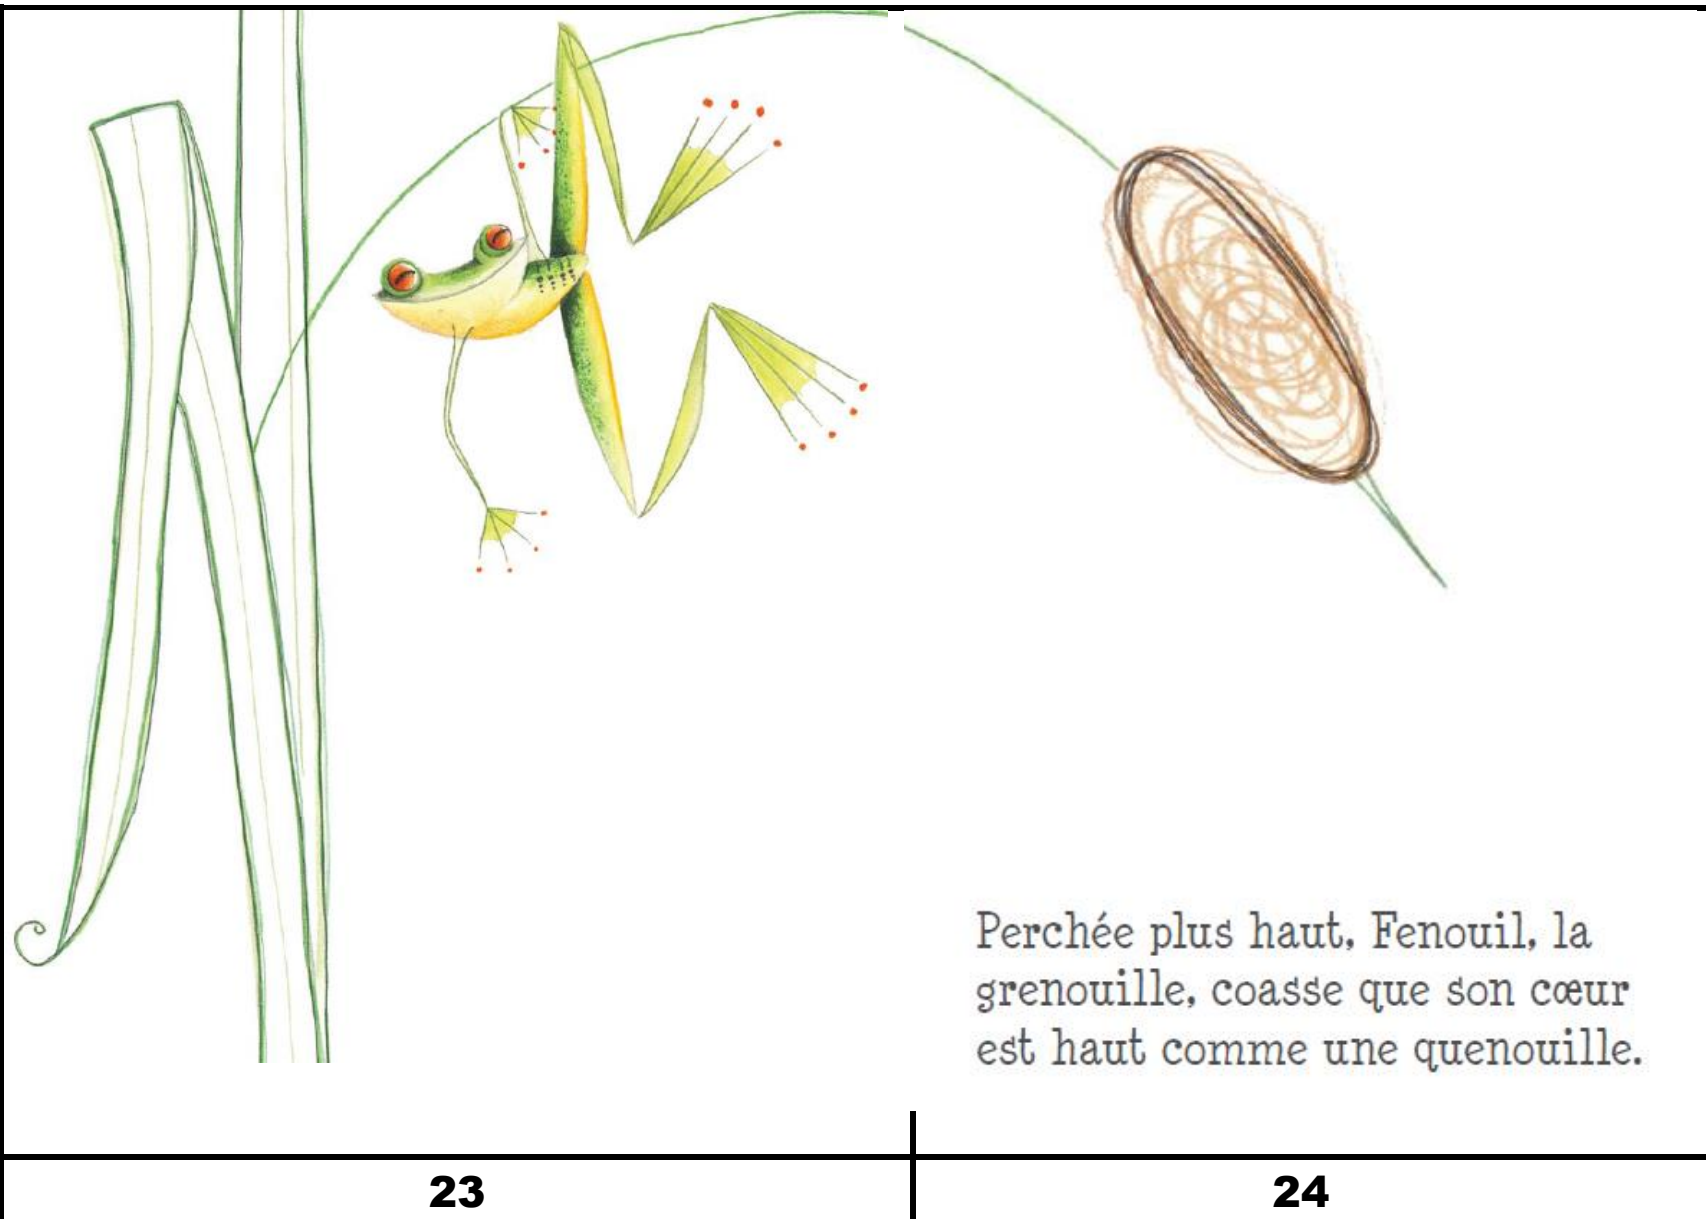 Perchée plus haut, Fenouil, la
grenouille, coasse que son cœur
est haut comme une quenouille.
23
24